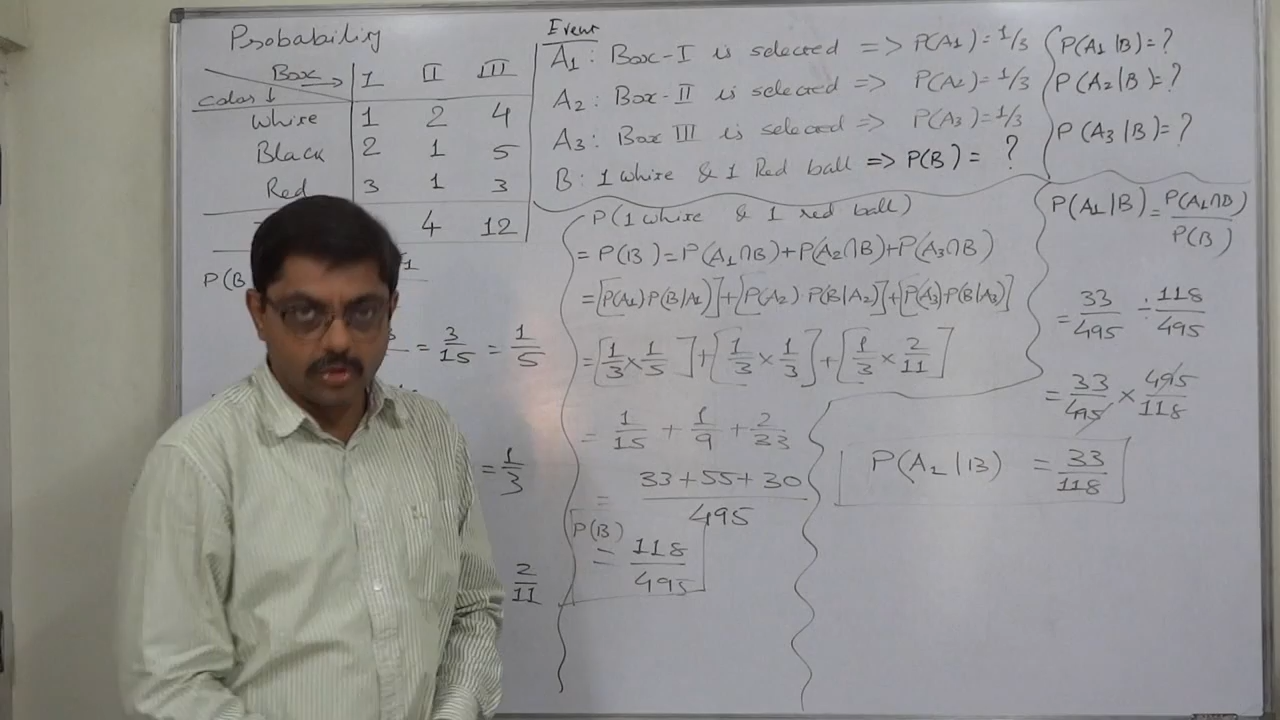 Probability
Box → I II III
Color ↓
White 1 2 4
Black 2 1 5
Red 3 1 3
4 12
P(B
= 3/15 = 1/5
= 1/3
2/11
Event
A1 : Box-I is selected => P(A1) = 1/3
A2 : Box-II is selected => P(A2) = 1/3
A3 : Box III is selected => P(A3) = 1/3
B : 1 white & 1 Red ball => P(B) = ?
P(A1|B) = ?
P(A2|B) = ?
P(A3|B) = ?
P(1 white & 1 red ball)
= P(B) = P(A1∩B) + P(A2∩B) + P(A3∩B)
= [P(A1) P(B|A1)] + [P(A2) · P(B|A2)] + [P(A3) · P(B|A3)]
= [1/3 × 1/5] + [1/3 × 1/3] + [1/3 × 2/11]
= 1/15 + 1/9 + 2/33
= 33+55+30 / 495
P(B) = 118/495
P(A1|B) = P(A1∩B) / P(B)
= 33/495 ÷ 118/495
= 33/495 × 495/118
P(A2|B) = 33/118